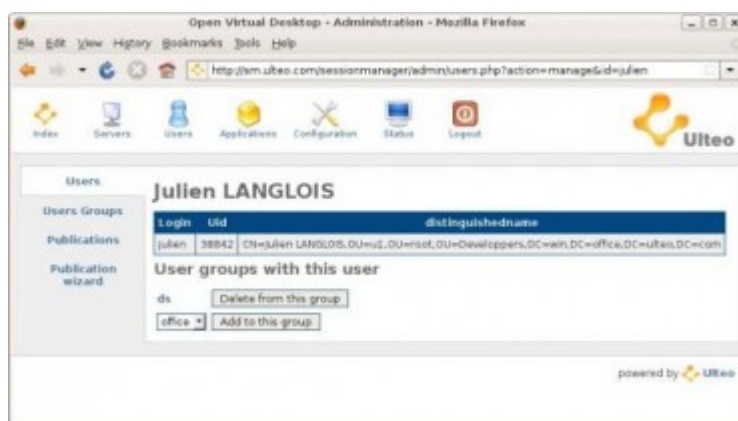 Open Virtual Desktop - Administration - Mozilla Firefox
File Edit View History Bookmarks Tools Help
http://sm.ulteo.com/sessionmanager/admin/users.php?action=manage&id=julien
Index Servers Users Applications Configuration Status Logout
Ulteo
Users
Users Groups
Publications
Publication wizard
Julien LANGLOIS
Login Uid distinguishedname
julien 38842 CN=Julien LANGLOIS,OU=u1,OU=root,OU=Developpers,DC=win,DC=office,DC=ulteo,DC=com
User groups with this user
ds Delete from this group
office Add to this group
powered by Ulteo